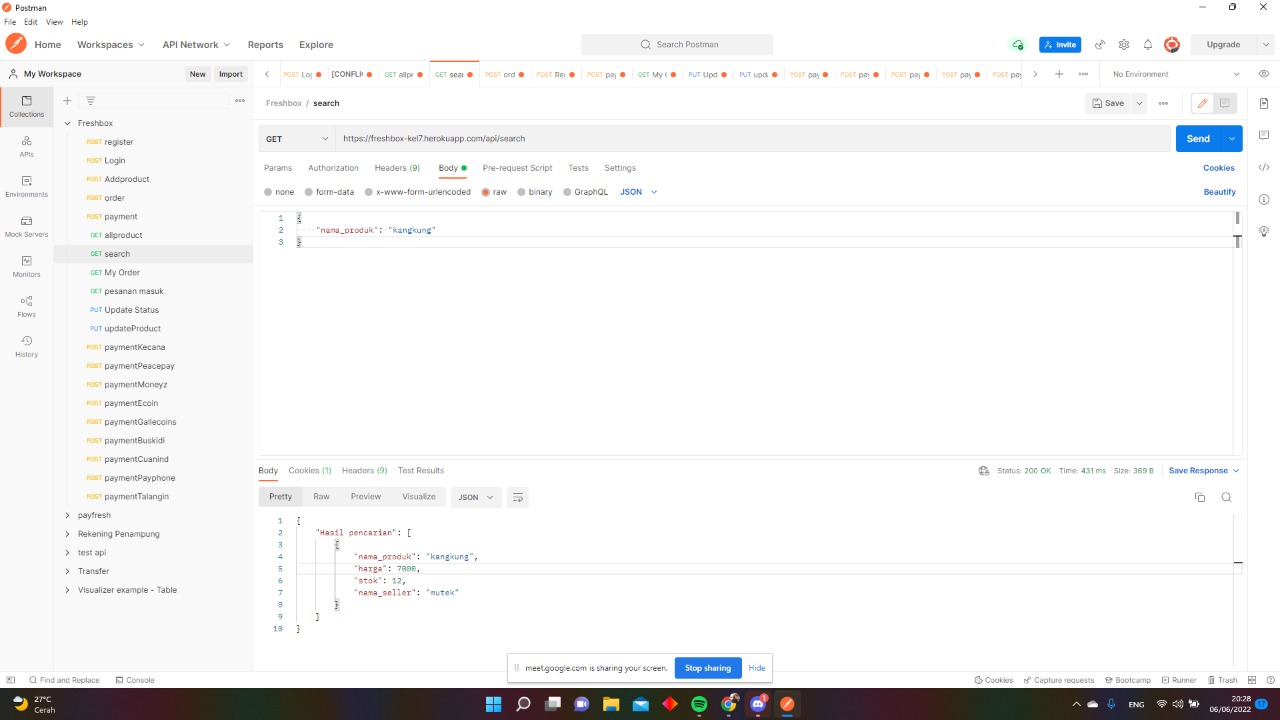 Postman
File Edit View Help
Home Workspaces API Network Reports Explore Search Postman Invite Upgrade
My Workspace New Import
POST [CONFLI GET allpr GET sea POST ord POST Re POST pay GET My PUT Upd PUT upd POST pay POST pay POST pay POST pay POST pay No Environment
Collections
APIs
Environments
Mock Servers
Monitors
Flows
History
Freshbox
POST register
POST Login
POST Addproduct
POST order
POST payment
GET allproduct
GET search
GET My Order
GET pesanan masuk
PUT Update Status
PUT updateProduct
POST paymentKecana
POST paymentPeacepay
POST paymentMoneyz
POST paymentEcoin
POST paymentGallecoins
POST paymentBuskidi
POST paymentCuanind
POST paymentPayphone
POST paymentTalangin
payfresh
Rekening Penampung
test api
Transfer
Visualizer example - Table
Freshbox / search Save
GET https://freshbox-kel7.herokuapp.com/api/search Send
Params Authorization Headers (9) Body Pre-request Script Tests Settings Cookies
none form-data x-www-form-urlencoded raw binary GraphQL JSON Beautify
1 {
2 "nama_produk": "kangkung"
3 }
Body Cookies (1) Headers (9) Test Results Status: 200 OK Time: 431 ms Size: 369 B Save Response
Pretty Raw Preview Visualize JSON
1 {
2 "Hasil pencarian": [
3 {
4 "nama_produk": "kangkung",
5 "harga": 7000,
6 "stok": 12,
7 "nama_seller": "mutek"
8 }
9 ]
10 }
meet.google.com is sharing your screen. Stop sharing Hide
Find and Replace Console Cookies Capture requests Bootcamp Runner Trash
27°C
Cerah
1
ENG
20:28
06/06/2022
17